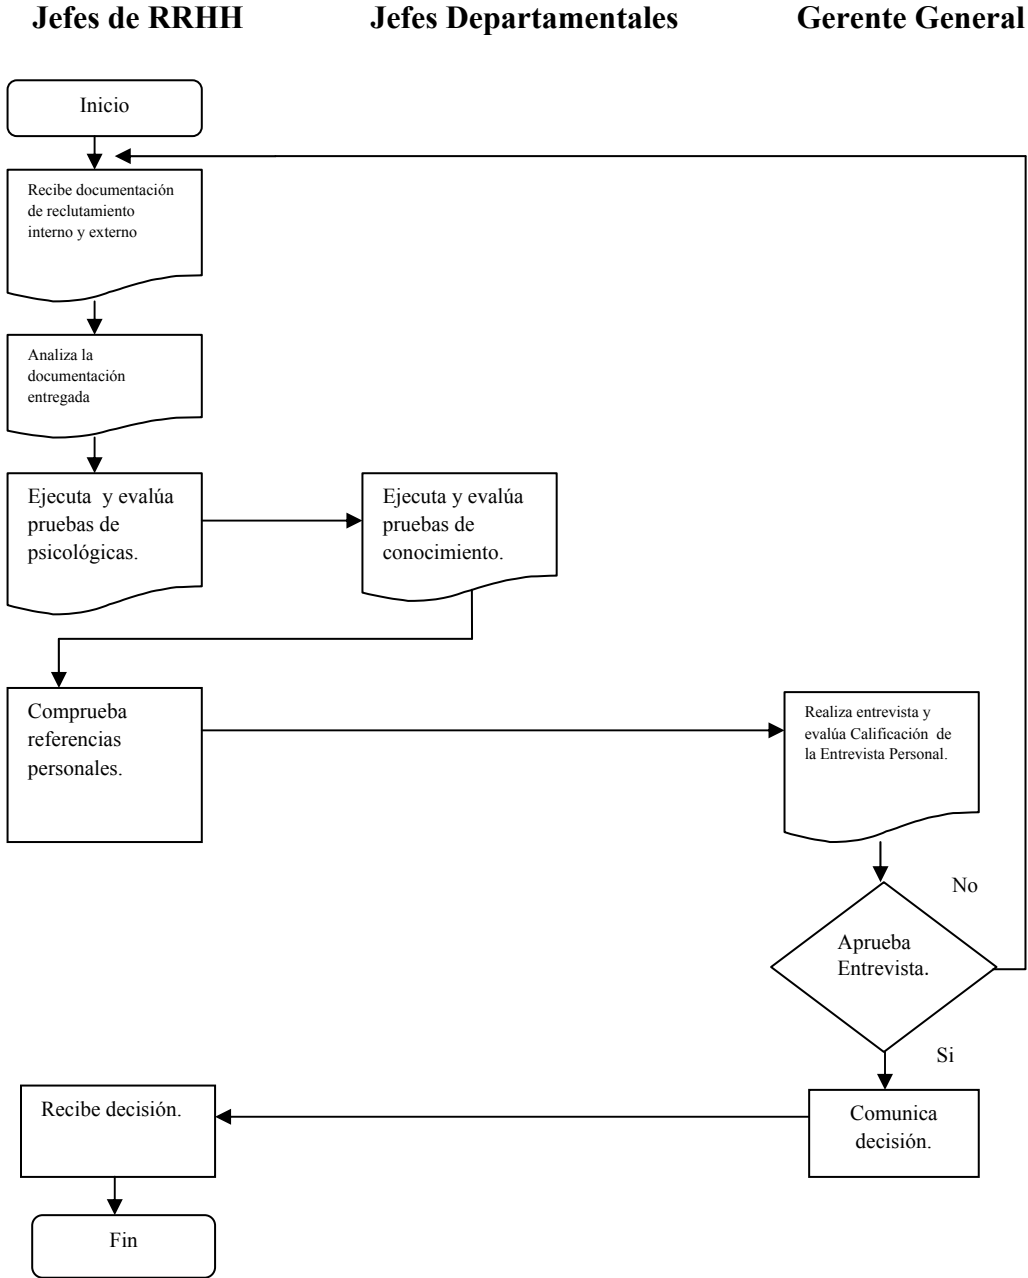 Jefes de RRHH
Jefes Departamentales
Gerente General
Inicio
Recibe documentación
de reclutamiento
interno y externo
Analiza la
documentación
entregada
Ejecuta  y evalúa
pruebas de
psicológicas.
Ejecuta y evalúa
pruebas de
conocimiento.
Comprueba
referencias
personales.
Realiza entrevista y
evalúa Calificación  de
la Entrevista Personal.
No
Aprueba
Entrevista.
Si
Recibe decisión.
Comunica
decisión.
Fin